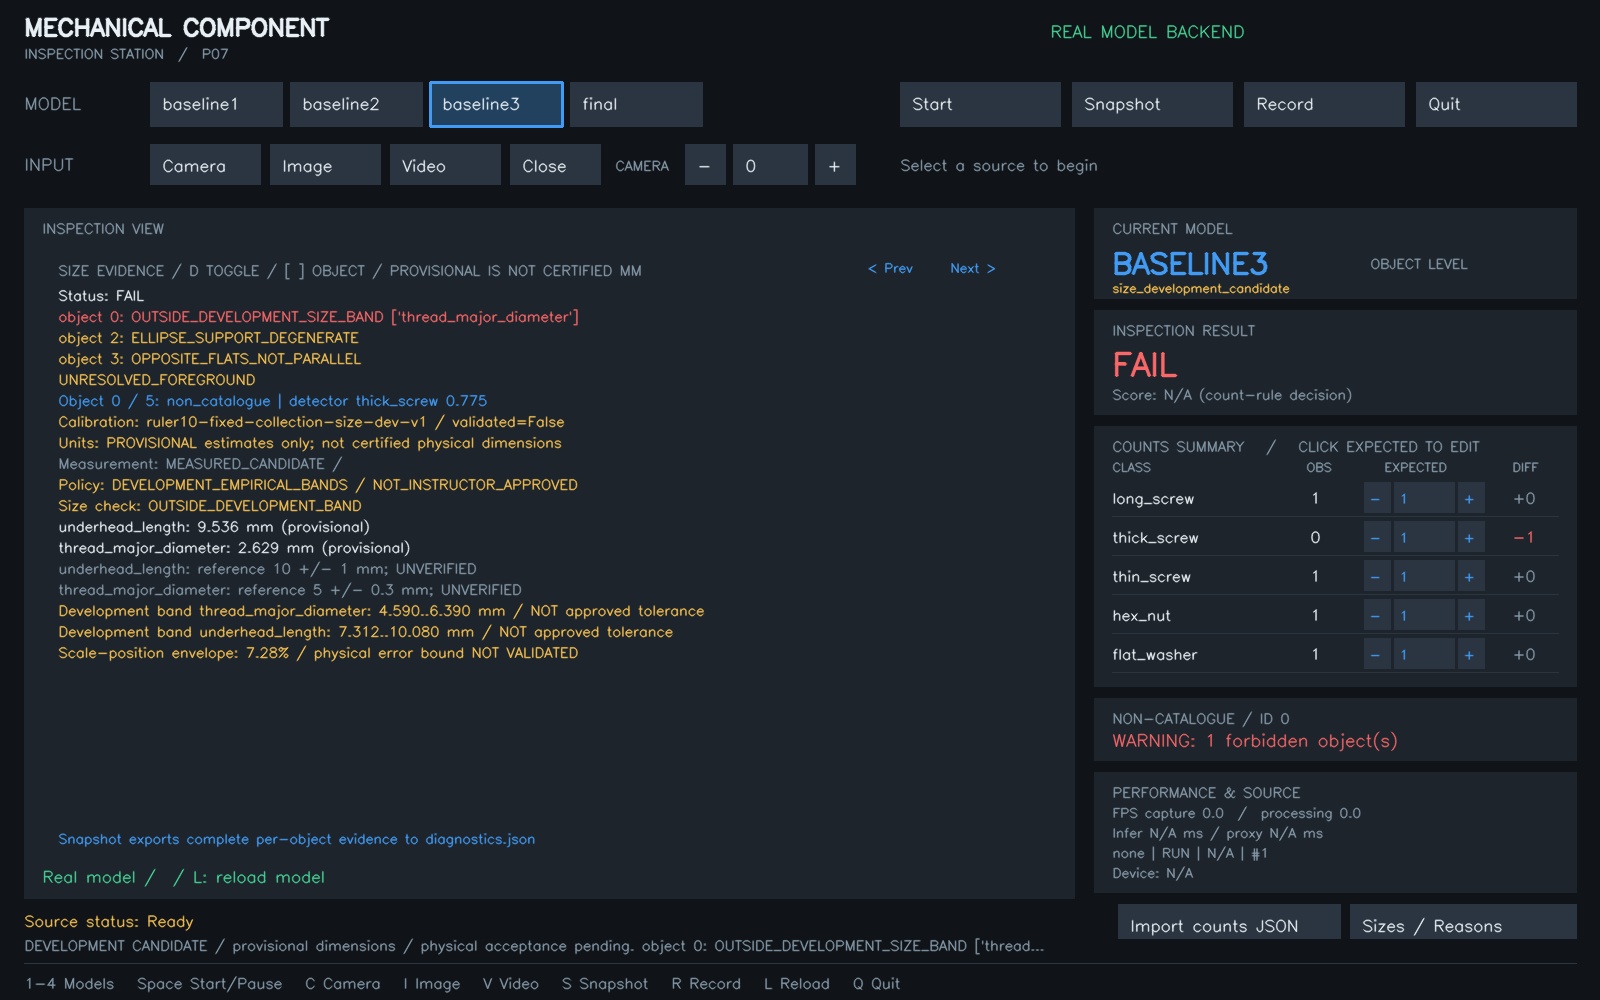 MECHANICAL COMPONENT
INSPECTION STATION / P07
REAL MODEL BACKEND
MODEL baseline1 baseline2 baseline3 final Start Snapshot Record Quit
INPUT Camera Image Video Close CAMERA − 0 + Select a source to begin
INSPECTION VIEW
SIZE EVIDENCE / D TOGGLE / [ ] OBJECT / PROVISIONAL IS NOT CERTIFIED MM < Prev Next >
Status: FAIL
object 0: OUTSIDE_DEVELOPMENT_SIZE_BAND ['thread_major_diameter']
object 2: ELLIPSE_SUPPORT_DEGENERATE
object 3: OPPOSITE_FLATS_NOT_PARALLEL
UNRESOLVED_FOREGROUND
Object 0 / 5: non_catalogue | detector thick_screw 0.775
Calibration: ruler10-fixed-collection-size-dev-v1 / validated=False
Units: PROVISIONAL estimates only; not certified physical dimensions
Measurement: MEASURED_CANDIDATE /
Policy: DEVELOPMENT_EMPIRICAL_BANDS / NOT_INSTRUCTOR_APPROVED
Size check: OUTSIDE_DEVELOPMENT_BAND
underhead_length: 9.536 mm (provisional)
thread_major_diameter: 2.629 mm (provisional)
underhead_length: reference 10 +/- 1 mm; UNVERIFIED
thread_major_diameter: reference 5 +/- 0.3 mm; UNVERIFIED
Development band thread_major_diameter: 4.590..6.390 mm / NOT approved tolerance
Development band underhead_length: 7.312..10.080 mm / NOT approved tolerance
Scale-position envelope: 7.28% / physical error bound NOT VALIDATED
Snapshot exports complete per-object evidence to diagnostics.json
Real model / / L: reload model
CURRENT MODEL
BASELINE3 OBJECT LEVEL
size_development_candidate
INSPECTION RESULT
FAIL
Score: N/A (count-rule decision)
COUNTS SUMMARY / CLICK EXPECTED TO EDIT
CLASS OBS EXPECTED DIFF
long_screw 1 − 1 + +0
thick_screw 0 − 1 + −1
thin_screw 1 − 1 + +0
hex_nut 1 − 1 + +0
flat_washer 1 − 1 + +0
NON-CATALOGUE / ID 0
WARNING: 1 forbidden object(s)
PERFORMANCE & SOURCE
FPS capture 0.0 / processing 0.0
Infer N/A ms / proxy N/A ms
none | RUN | N/A | #1
Device: N/A
Import counts JSON Sizes / Reasons
Source status: Ready
DEVELOPMENT CANDIDATE / provisional dimensions / physical acceptance pending. object 0: OUTSIDE_DEVELOPMENT_SIZE_BAND ['thread...
1-4 Models Space Start/Pause C Camera I Image V Video S Snapshot R Record L Reload Q Quit